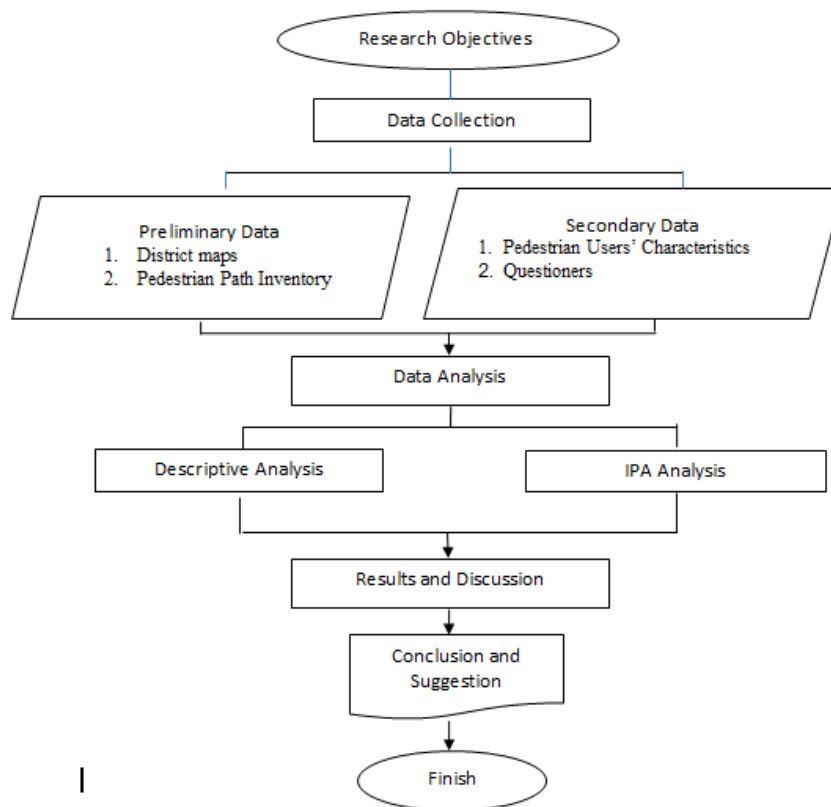 Research Objectives
Data Collection
Preliminary Data
1. District maps
2. Pedestrian Path Inventory
Secondary Data
1. Pedestrian Users' Characteristics
2. Questioners
Data Analysis
Descriptive Analysis
IPA Analysis
Results and Discussion
Conclusion and
Suggestion
Finish